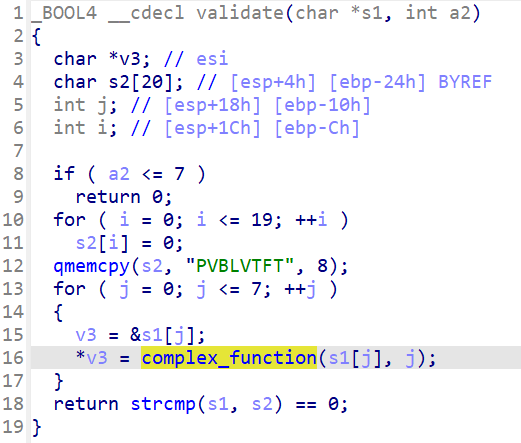 1 _BOOL4 __cdecl validate(char *s1, int a2)
2 {
3   char *v3; // esi
4   char s2[20]; // [esp+4h] [ebp-24h] BYREF
5   int j; // [esp+18h] [ebp-10h]
6   int i; // [esp+1Ch] [ebp-Ch]
7
8   if ( a2 <= 7 )
9     return 0;
10   for ( i = 0; i <= 19; ++i )
11     s2[i] = 0;
12   qmemcpy(s2, "PVBLVTFT", 8);
13   for ( j = 0; j <= 7; ++j )
14   {
15     v3 = &s1[j];
16     *v3 = complex_function(s1[j], j);
17   }
18   return strcmp(s1, s2) == 0;
19 }